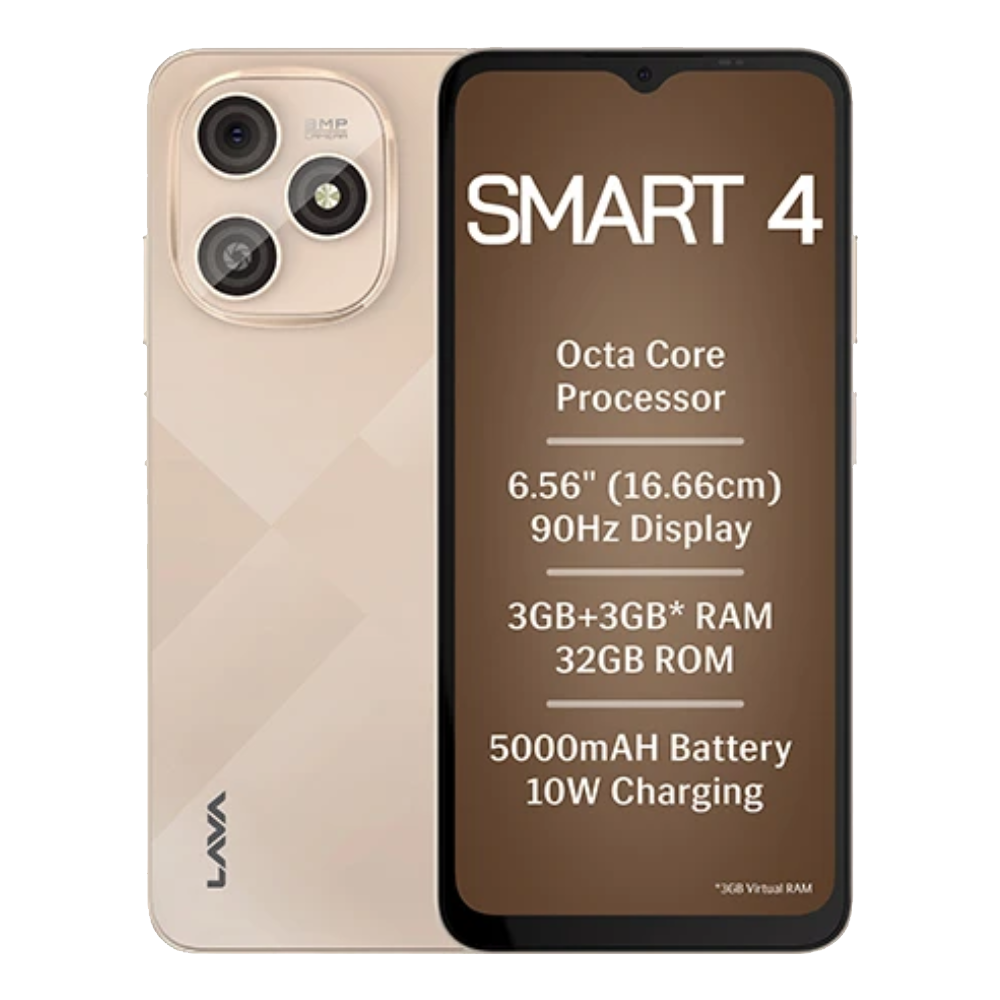 8MP
CAMERA
LAVA
SMART 4
Octa Core
Processor
6.56" (16.66cm)
90Hz Display
3GB+3GB* RAM
32GB ROM
5000mAH Battery
10W Charging
*3GB Virtual RAM